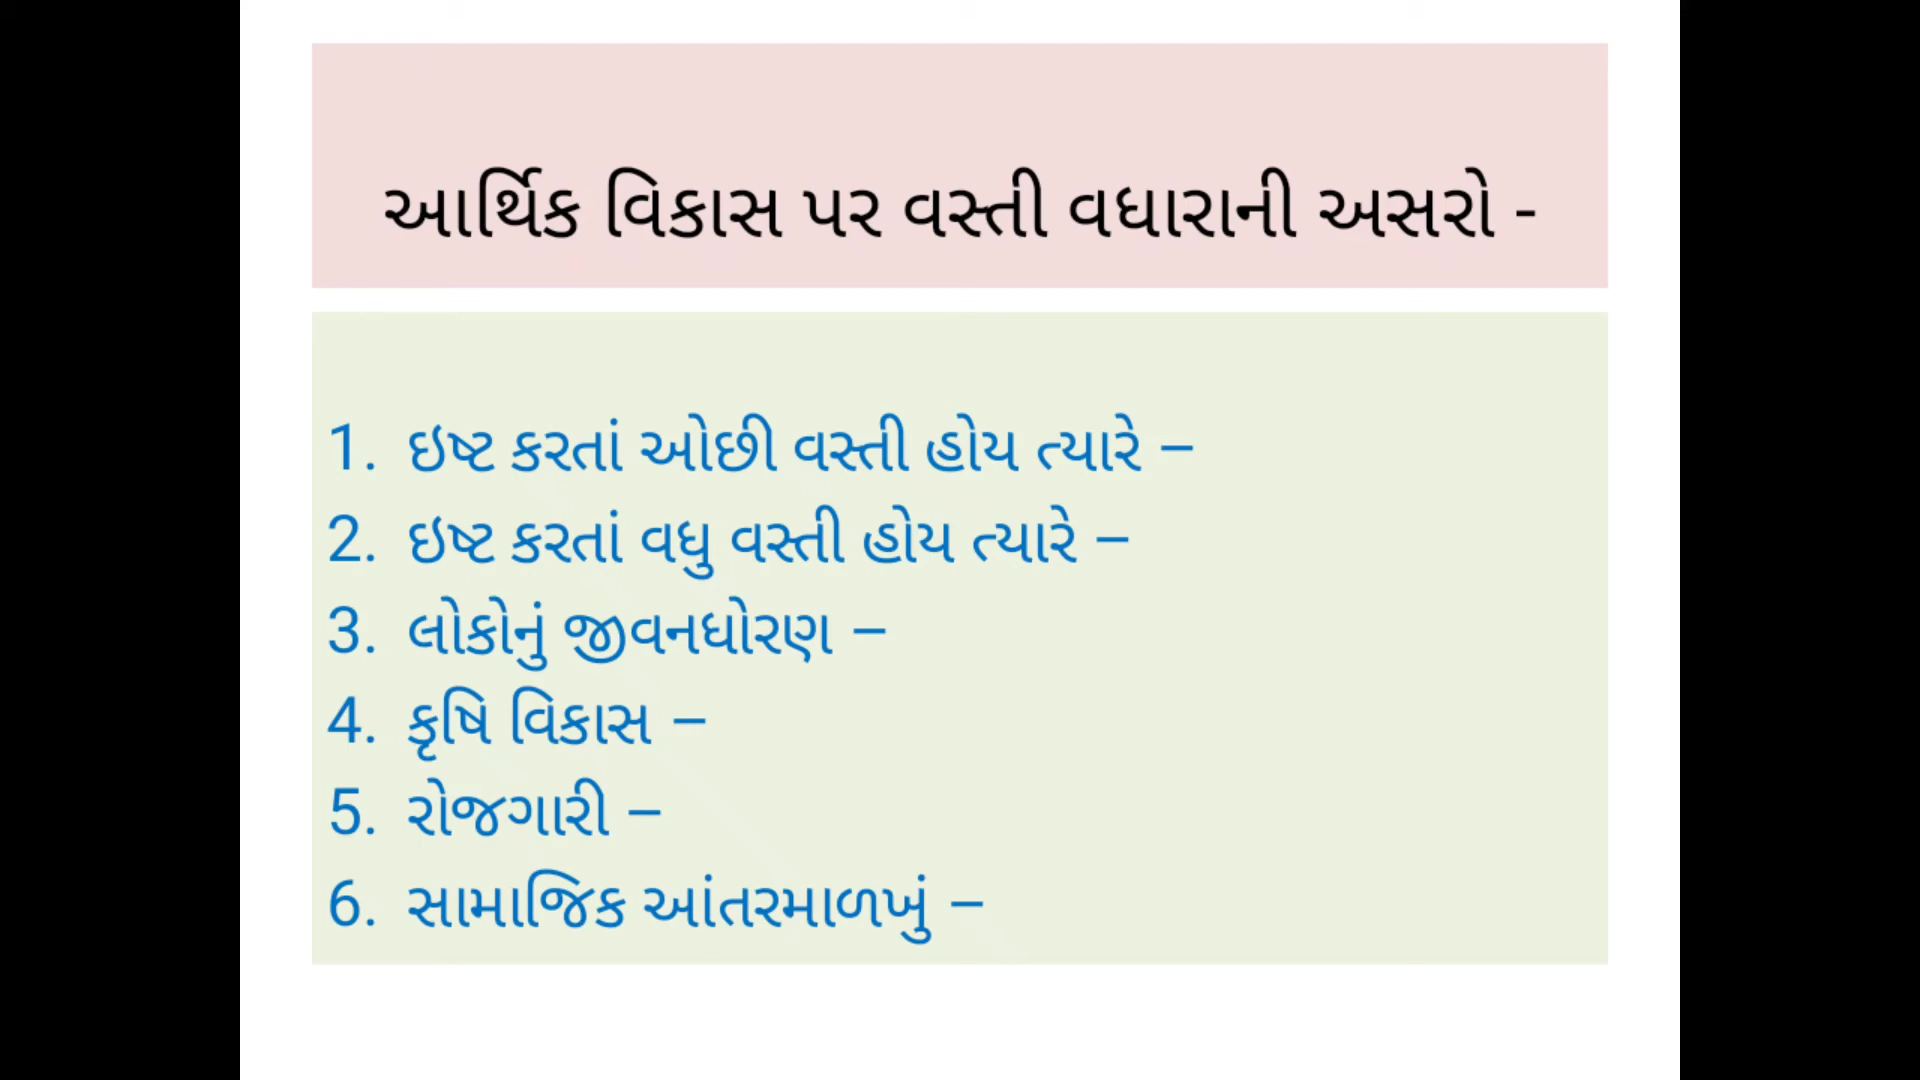 આર્થિક વિકાસ પર વસ્તી વધારાની અસરો -
1. ઇષ્ટ કરતાં ઓછી વસ્તી હોય ત્યારે –
2. ઇષ્ટ કરતાં વધુ વસ્તી હોય ત્યારે –
3. લોકોનું જીવનધોરણ –
4. કૃષિ વિકાસ –
5. રોજગારી –
6. સામાજિક આંતરમાળખું –